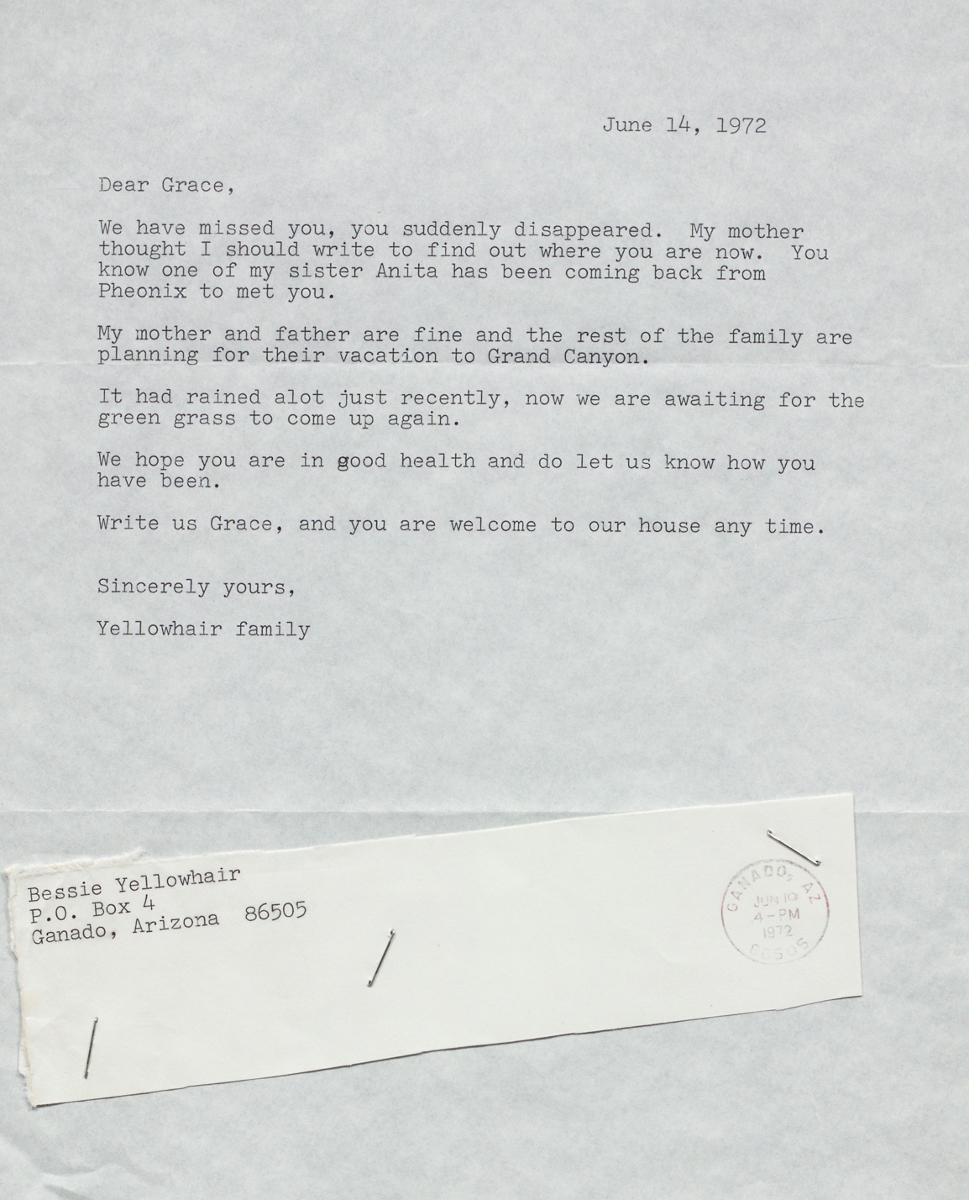 June 14, 1972
Dear Grace,
We have missed you, you suddenly disappeared. My mother
thought I should write to find out where you are now. You
know one of my sister Anita has been coming back from
Pheonix to met you.
My mother and father are fine and the rest of the family are
planning for their vacation to Grand Canyon.
It had rained alot just recently, now we are awaiting for the
green grass to come up again.
We hope you are in good health and do let us know how you
have been.
Write us Grace, and you are welcome to our house any time.
Sincerely yours,
Yellowhair family
Bessie Yellowhair
P.O. Box 4
Ganado, Arizona 86505
GANADO, AZ
JUN
4-PM
1972
86505